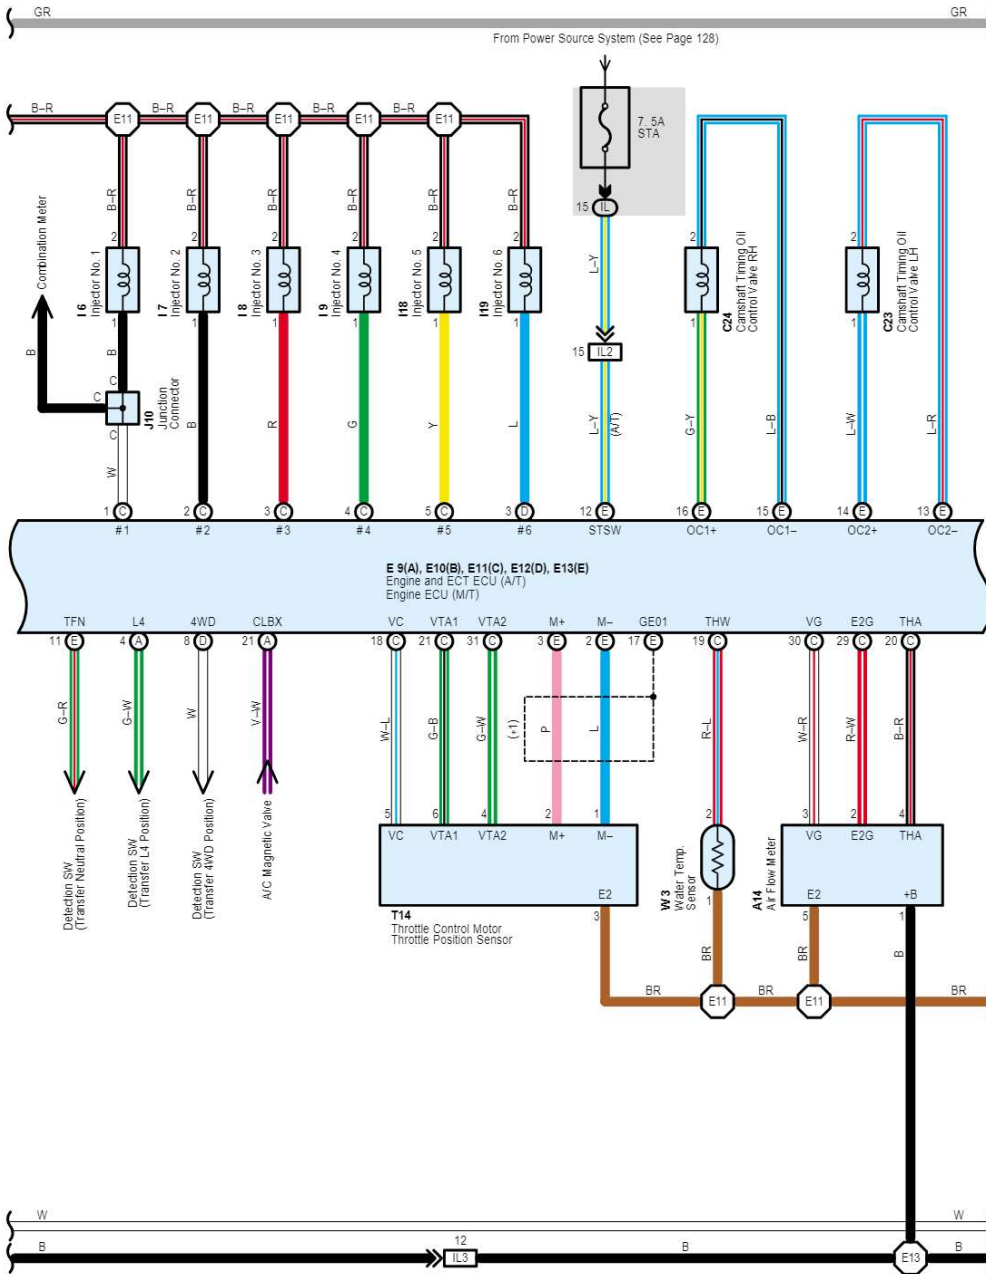 GR
GR
From Power Source System (See Page 128)
B–R
E11
B–R
E11
B–R
E11
B–R
E11
B–R
E11
7. 5A
STA
15
IL
Combination Meter
B–R
B–R
B–R
B–R
B–R
B–R
L–Y
2
2
2
2
2
2
2
2
I 6
Injector No. 1
I 7
Injector No. 2
I 8
Injector No. 3
I 9
Injector No. 4
I18
Injector No. 5
I19
Injector No. 6
C24
Camshaft Timing Oil
Control Valve RH
C23
Camshaft Timing Oil
Control Valve LH
1
1
1
1
1
1
1
1
15
IL2
B
B
C
C
C
J10
Junction
Connector
W
B
R
G
Y
L
L–Y
(A/T)
G–Y
L–B
L–W
L–R
1 C
2 C
3 C
4 C
5 C
3 D
12 E
16 E
15 E
14 E
13 E
#1
#2
#3
#4
#5
#6
STSW
OC1+
OC1–
OC2+
OC2–
E 9(A), E10(B), E11(C), E12(D), E13(E)
Engine and ECT ECU (A/T)
Engine ECU (M/T)
TFN
L4
4WD
CLBX
VC
VTA1
VTA2
M+
M–
GE01
THW
VG
E2G
THA
11 E
4 A
8 D
21 A
18 C
21 C
31 C
3 E
2 E
17 E
19 C
30 C
29 C
20 C
G–R
G–W
W
V–W
W–L
G–B
G–W
(*1)
P
L
R–L
W–R
R–W
B–R
Detection SW
(Transfer Neutral Position)
Detection SW
(Transfer L4 Position)
Detection SW
(Transfer 4WD Position)
A/C Magnetic Valve
5
6
4
2
1
2
3
2
4
VC
VTA1
VTA2
M+
M–
VG
E2G
THA
E2
E2
+B
W 3
Water Temp.
Sensor
A14
Air Flow Meter
T14
Throttle Control Motor
Throttle Position Sensor
3
1
5
1
BR
BR
B
BR
E11
BR
E11
BR
W
W
B
12
IL3
B
E13
B